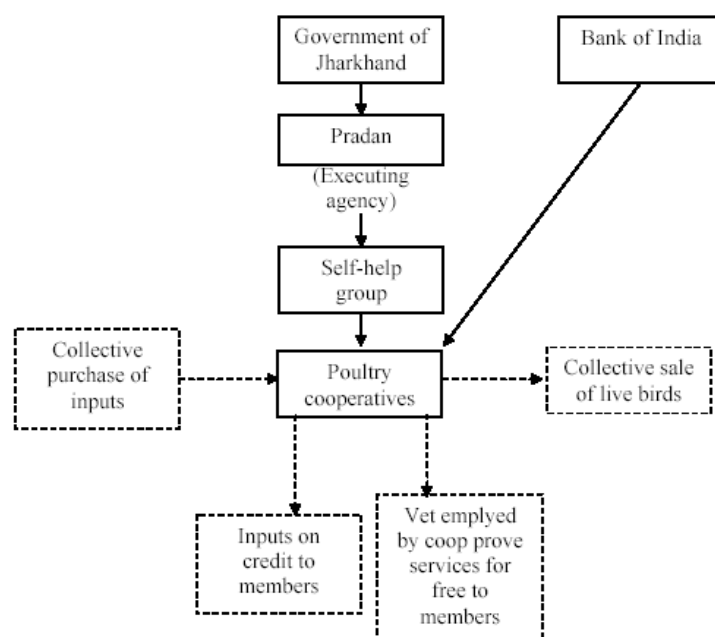 Government of
Jharkhand
Bank of India
Pradan
(Executing
agency)
Self-help
group
Collective
purchase of
inputs
Poultry
cooperatives
Collective sale
of live birds
Inputs on
credit to
members
Vet emplyed
by coop prove
services for
free to
members